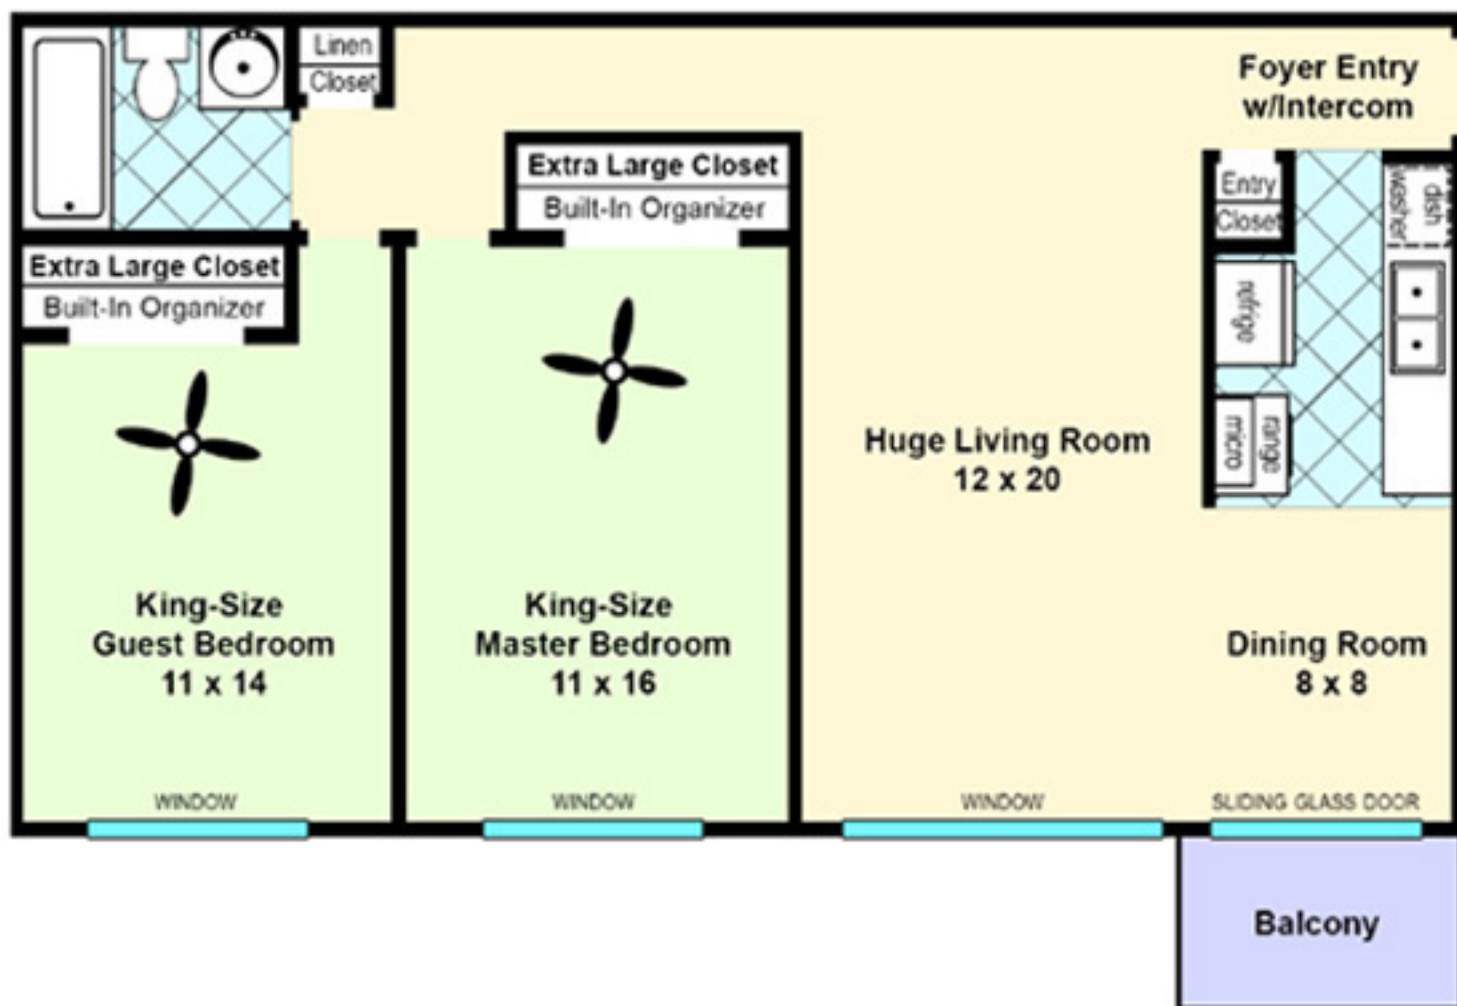 Linen
Closet
Foyer Entry
w/Intercom
Extra Large Closet
Built-In Organizer
Entry
Closet
dish
washer
Extra Large Closet
Built-In Organizer
refrige
range
micro
Huge Living Room
12 x 20
King-Size
Guest Bedroom
11 x 14
King-Size
Master Bedroom
11 x 16
Dining Room
8 x 8
WINDOW
WINDOW
WINDOW
SLIDING GLASS DOOR
Balcony